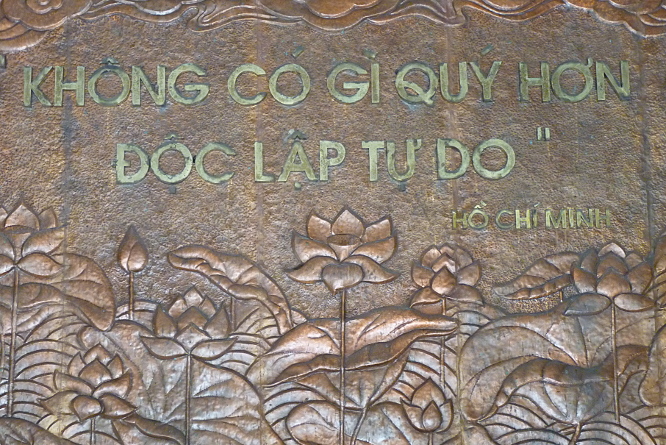 KHÔNG CÓ GÌ QUÝ HƠN
ĐỘC LẬP TỰ DO "
HỒ CHÍ MINH